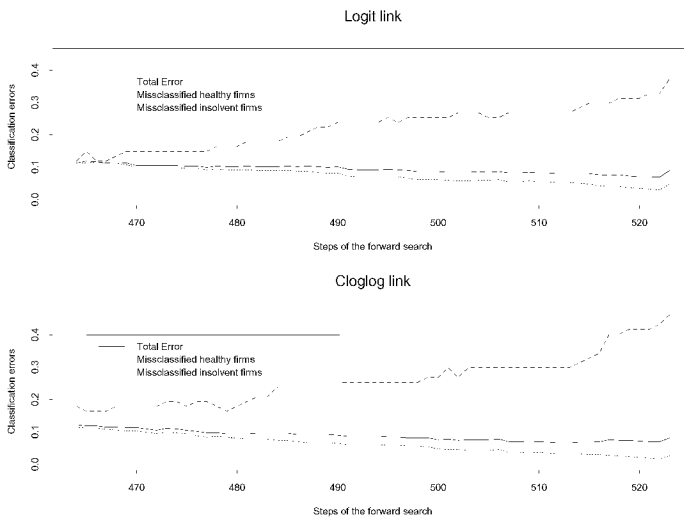 Logit link
0.4
0.3
0.2
0.1
0.0
Classification errors
Total Error
Missclassified healthy firms
Missclassified insolvent firms
470 480 490 500 510 520
Steps of the forward search
Cloglog link
0.4
0.3
0.2
0.1
0.0
Classification errors
Total Error
Missclassified healthy firms
Missclassified insolvent firms
470 480 490 500 510 520
Steps of the forward search